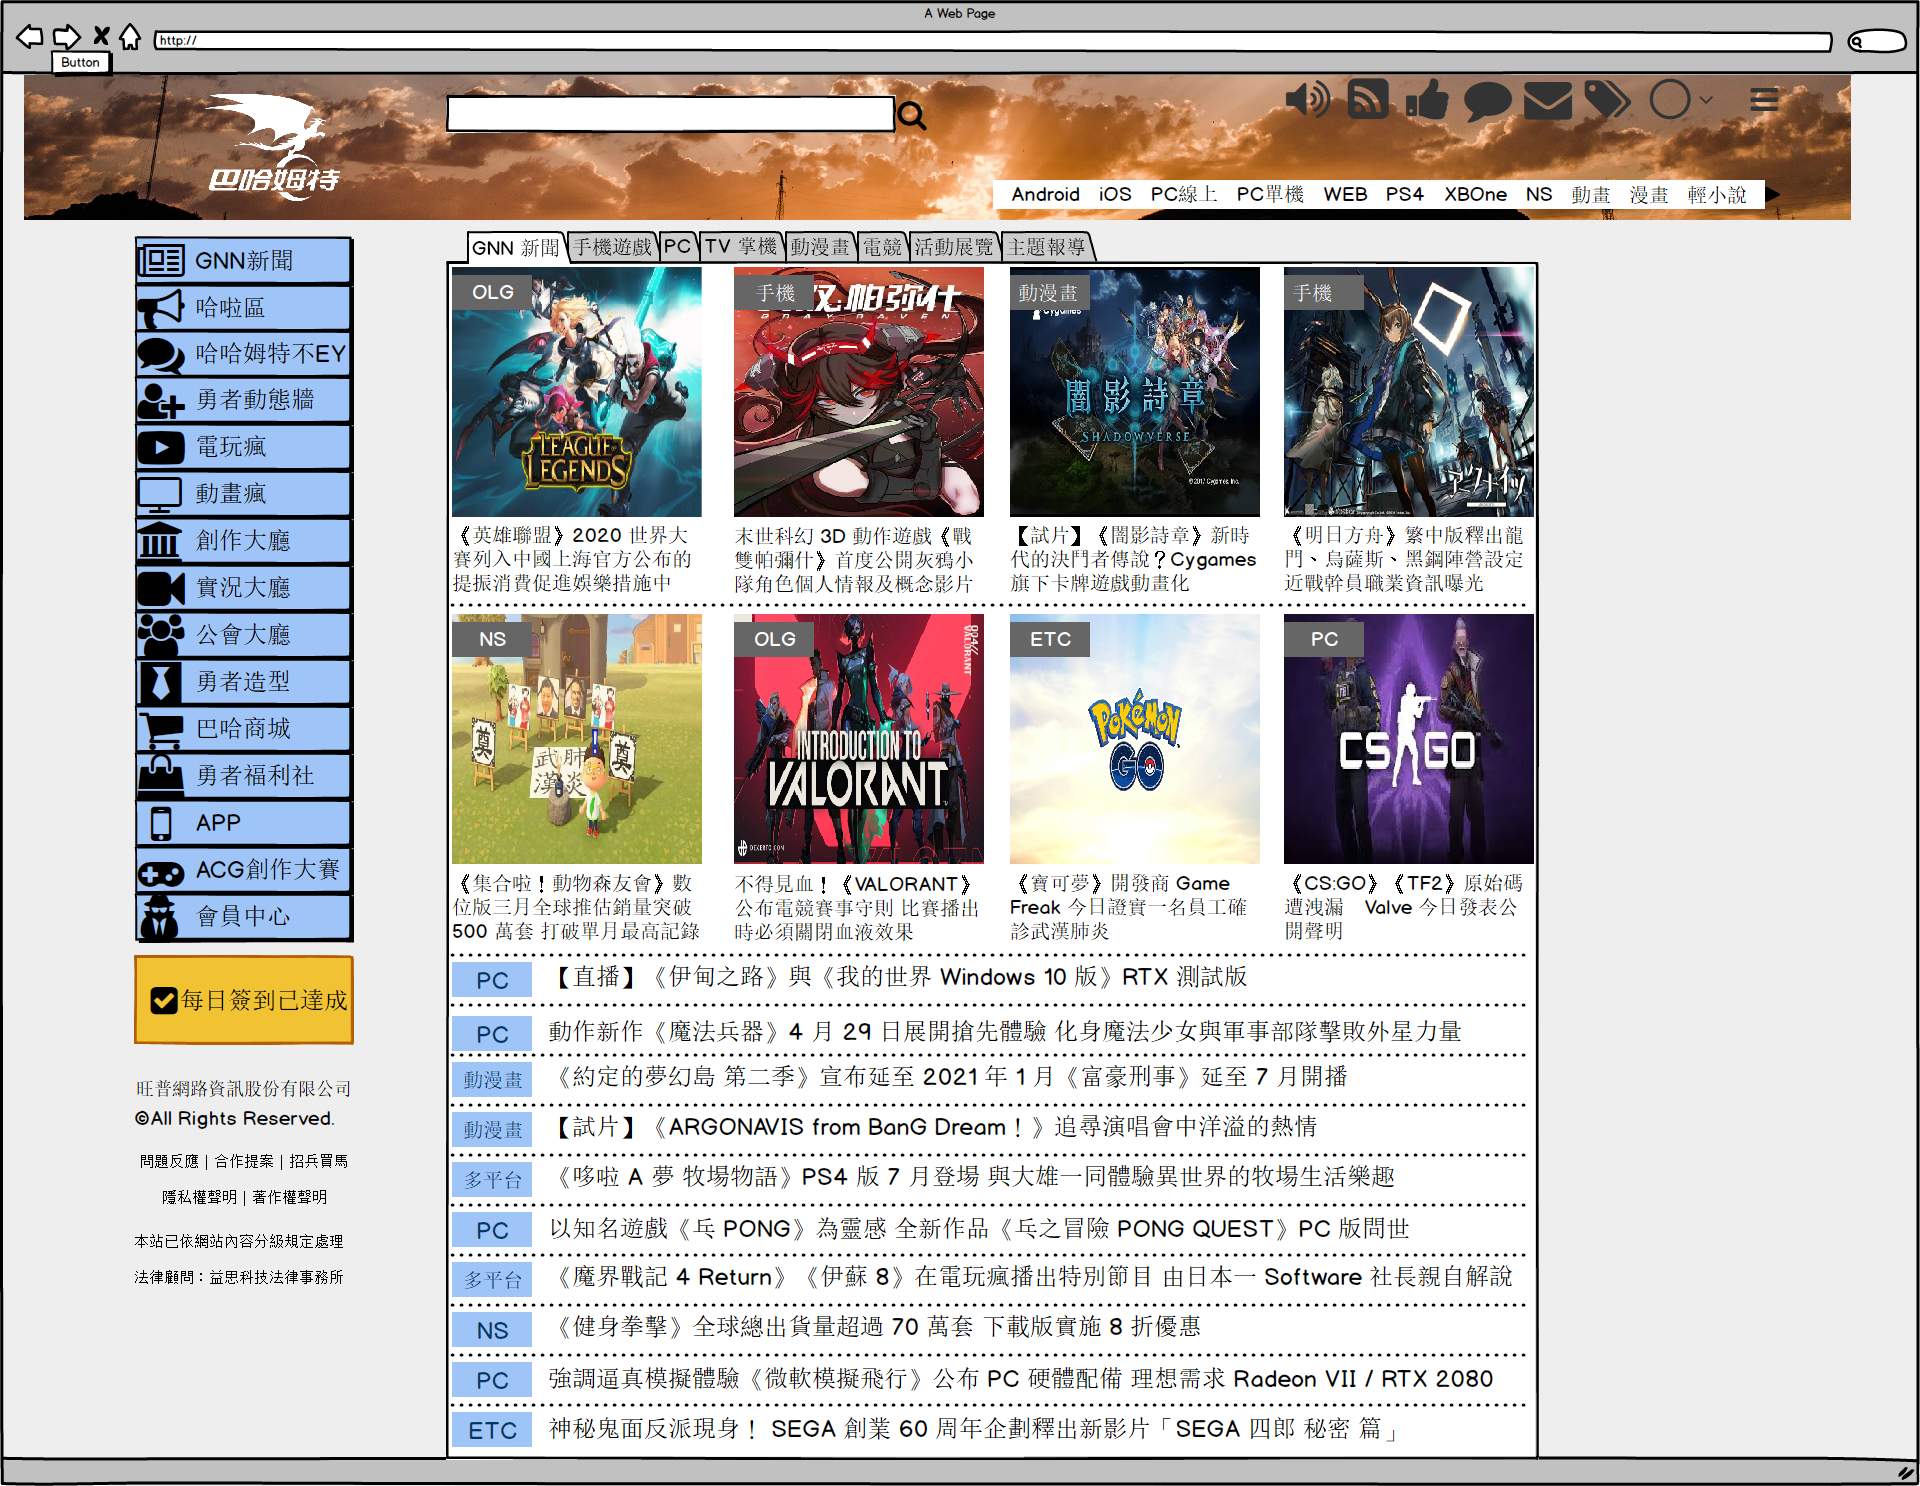 A Web Page
http://
Button
巴哈姆特
Android iOS PC線上 PC單機 WEB PS4 XBOne NS 動畫 漫畫 輕小說
GNN新聞
哈啦區
哈哈姆特不EY
勇者動態牆
電玩瘋
動畫瘋
創作大廳
實況大廳
公會大廳
勇者造型
巴哈商城
勇者福利社
APP
ACG創作大賽
會員中心
每日簽到已達成
旺普網路資訊股份有限公司
©All Rights Reserved.
問題反應 | 合作提案 | 招兵買馬
隱私權聲明 | 著作權聲明
本站已依網站內容分級規定處理
法律顧問：益思科技法律事務所
GNN 新聞 手機遊戲 PC TV 掌機 動漫畫 電競 活動展覽 主題報導
OLG
LEAGUE OF
LEGENDS
《英雄聯盟》2020 世界大
賽列入中國上海官方公布的
提振消費促進娛樂措施中
手機
帕弥什
GRAY RAVEN
末世科幻 3D 動作遊戲《戰
雙帕彌什》首度公開灰鴉小
隊角色個人情報及概念影片
動漫畫
Cygames
闇影詩章
SHADOWVERSE
©2017 Cygames, Inc.
【試片】《闇影詩章》新時
代的決鬥者傳說？Cygames
旗下卡牌遊戲動畫化
手機
アークナイツ
《明日方舟》繁中版釋出龍
門、烏薩斯、黑鋼陣營設定
近戰幹員職業資訊曝光
NS
奠
武漢
肺炎
奠
《集合啦！動物森友會》數
位版三月全球推估銷量突破
500 萬套 打破單月最高記錄
OLG
004//
VALORANT
INTRODUCTION TO
VALORANT
DEXERTO.COM
不得見血！《VALORANT》
公布電競賽事守則 比賽播出
時必須關閉血液效果
ETC
POKéMON
GO
《寶可夢》開發商 Game
Freak 今日證實一名員工確
診武漢肺炎
PC
CS GO
《CS:GO》《TF2》原始碼
遭洩漏 Valve 今日發表公
開聲明
PC 【直播】《伊甸之路》與《我的世界 Windows 10 版》RTX 測試版
PC 動作新作《魔法兵器》4 月 29 日展開搶先體驗 化身魔法少女與軍事部隊擊敗外星力量
動漫畫 《約定的夢幻島 第二季》宣布延至 2021 年 1 月《富豪刑事》延至 7 月開播
動漫畫 【試片】《ARGONAVIS from BanG Dream！》追尋演唱會中洋溢的熱情
多平台 《哆啦 A 夢 牧場物語》PS4 版 7 月登場 與大雄一同體驗異世界的牧場生活樂趣
PC 以知名遊戲《乓 PONG》為靈感 全新作品《乓之冒險 PONG QUEST》PC 版問世
多平台 《魔界戰記 4 Return》《伊蘇 8》在電玩瘋播出特別節目 由日本一 Software 社長親自解說
NS 《健身拳擊》全球總出貨量超過 70 萬套 下載版實施 8 折優惠
PC 強調逼真模擬體驗《微軟模擬飛行》公布 PC 硬體配備 理想需求 Radeon VII / RTX 2080
ETC 神秘鬼面反派現身！ SEGA 創業 60 周年企劃釋出新影片「SEGA 四郎 秘密 篇」